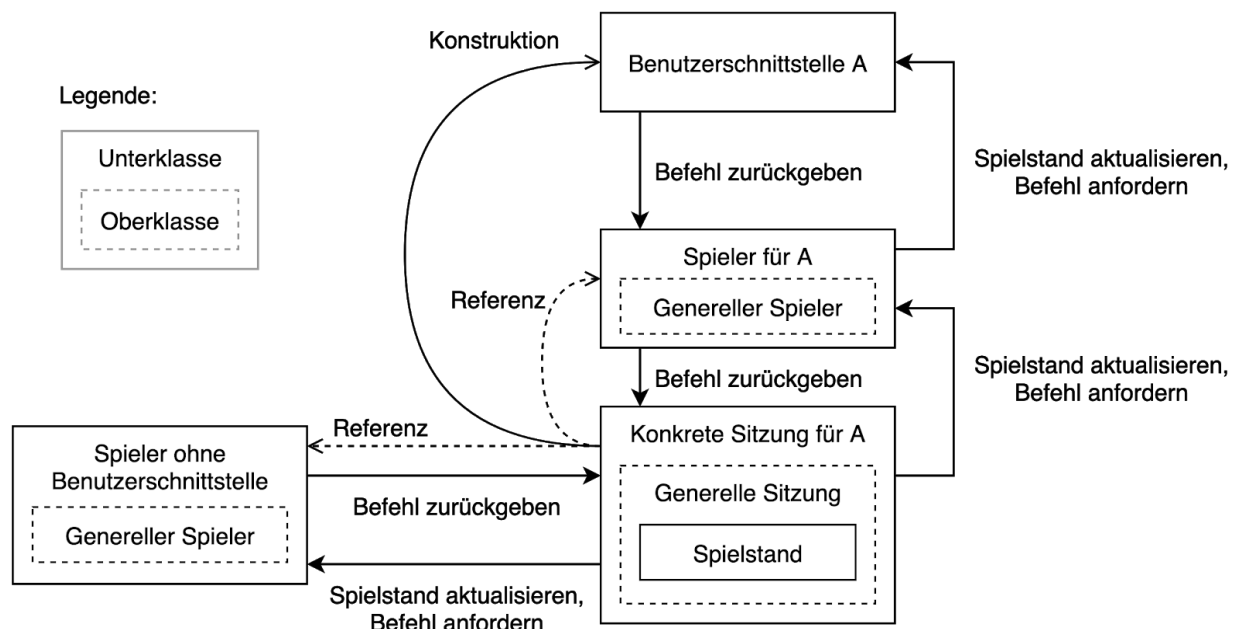 Konstruktion
Benutzerschnittstelle A
Legende:
Unterklasse
Oberklasse
Befehl zurückgeben
Spielstand aktualisieren,
Befehl anfordern
Spieler für A
Genereller Spieler
Referenz
Befehl zurückgeben
Spielstand aktualisieren,
Befehl anfordern
Konkrete Sitzung für A
Generelle Sitzung
Spielstand
Referenz
Spieler ohne
Benutzerschnittstelle
Genereller Spieler
Befehl zurückgeben
Spielstand aktualisieren,
Befehl anfordern